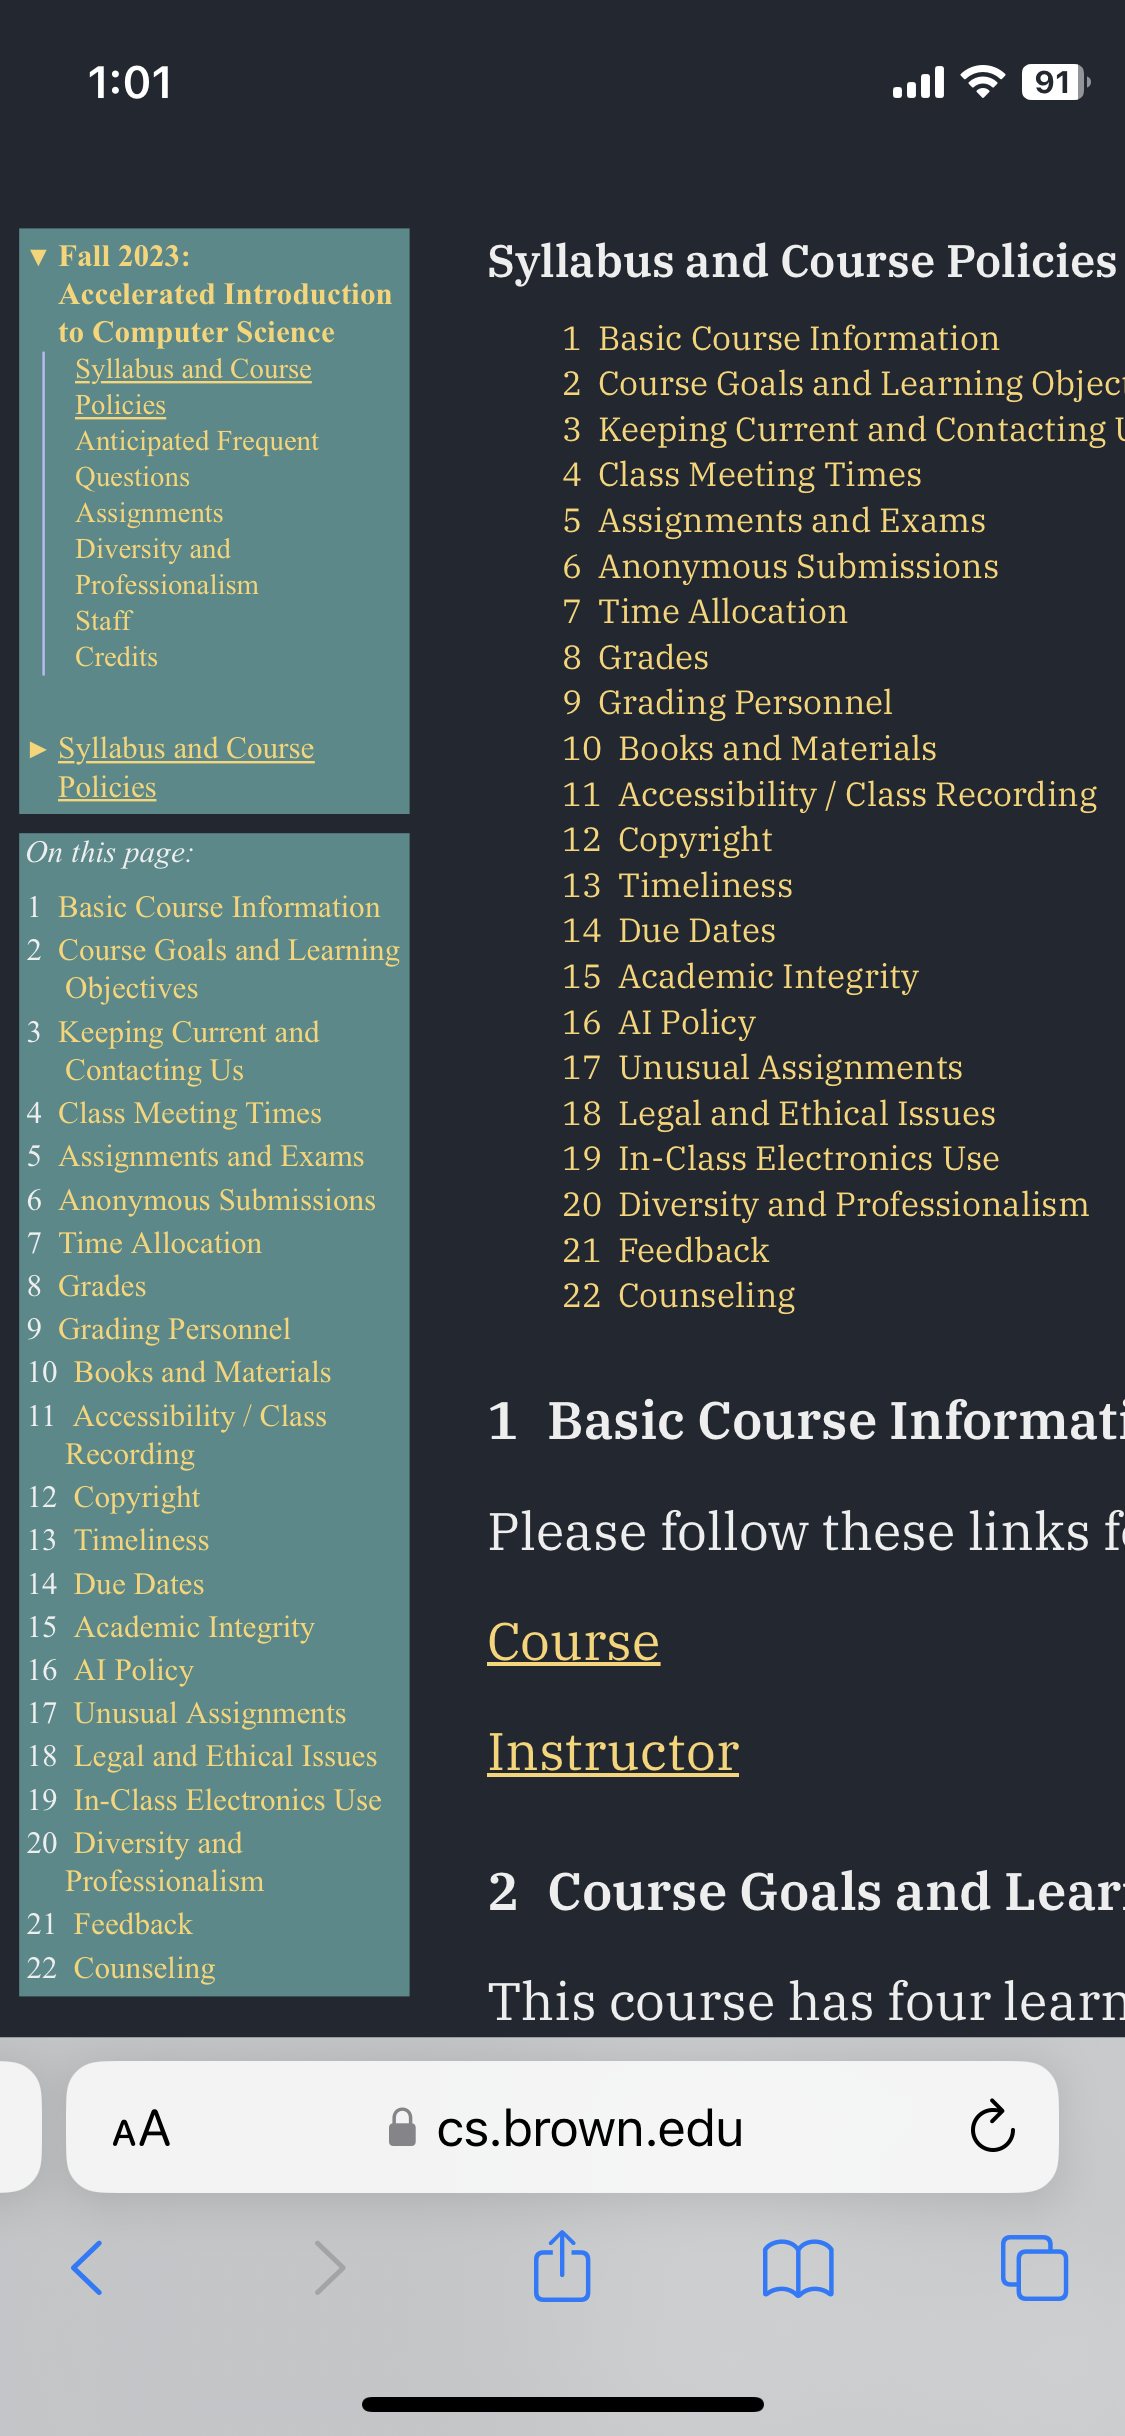 1:01
91
▼ Fall 2023:
Accelerated Introduction
to Computer Science
Syllabus and Course
Policies
Anticipated Frequent
Questions
Assignments
Diversity and
Professionalism
Staff
Credits
► Syllabus and Course
Policies
On this page:
1 Basic Course Information
2 Course Goals and Learning
Objectives
3 Keeping Current and
Contacting Us
4 Class Meeting Times
5 Assignments and Exams
6 Anonymous Submissions
7 Time Allocation
8 Grades
9 Grading Personnel
10 Books and Materials
11 Accessibility / Class
Recording
12 Copyright
13 Timeliness
14 Due Dates
15 Academic Integrity
16 AI Policy
17 Unusual Assignments
18 Legal and Ethical Issues
19 In-Class Electronics Use
20 Diversity and
Professionalism
21 Feedback
22 Counseling
Syllabus and Course Policies
1 Basic Course Information
2 Course Goals and Learning Object
3 Keeping Current and Contacting U
4 Class Meeting Times
5 Assignments and Exams
6 Anonymous Submissions
7 Time Allocation
8 Grades
9 Grading Personnel
10 Books and Materials
11 Accessibility / Class Recording
12 Copyright
13 Timeliness
14 Due Dates
15 Academic Integrity
16 AI Policy
17 Unusual Assignments
18 Legal and Ethical Issues
19 In-Class Electronics Use
20 Diversity and Professionalism
21 Feedback
22 Counseling
1 Basic Course Informati
Please follow these links fo
Course
Instructor
2 Course Goals and Lear
This course has four learn
AA cs.brown.edu